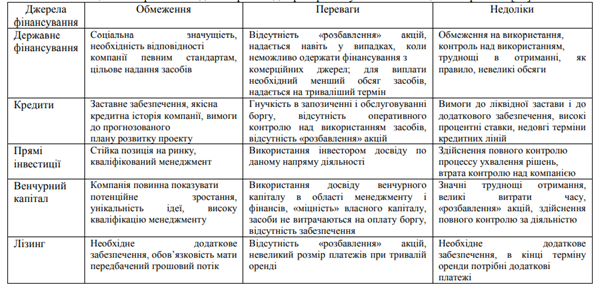 Джерела Обмеження Переваги Недоліки
фінансування
Державне
фінансування
Соціальна значущість,
необхідність відповідності
компанії певним стандартам,
цільове надання засобів
Відсутність «розбавлення» акцій,
надається навіть у випадках, коли
неможливо одержати фінансування з
комерційних джерел; для виплати
необхідний менший обсяг засобів,
надається на триваліший термін
Обмеження на використання,
контроль над використанням,
труднощі в отриманні, як
правило, невеликі обсяги
Кредити
Заставне забезпечення, якісна
кредитна історія компанії, вимоги
до прогнозованого
плану розвитку проекту
Гнучкість в запозиченні і обслуговуванні
боргу, відсутність оперативного
контролю над використанням засобів,
відсутність «розбавлення» акцій
Вимоги до ліквідної застави і до
додаткового забезпечення, високі
процентні ставки, недовгі терміни
кредитних ліній
Прямі
інвестиції
Стійка позиція на ринку,
кваліфікований менеджмент
Використання інвестором досвіду по
даному напряму діяльності
Здійснення повного контролю
процессу ухвалення рішень,
втрата контролю над компанією
Венчурний
капітал
Компанія повинна показувати
потенційне зростання,
унікальність ідеї, високу
кваліфікацію менеджменту
Використання досвіду венчурного
капіталу в області менеджменту і
фінансів, «міцність» власного капіталу,
засоби не витрачаються на оплату боргу,
відсутність забезпечення
Значні труднощі отримання,
великі витрати часу,
«розбавлення» акцій, здійснення
повного контролю за діяльністю
Лізинг
Необхідне додаткове
забезпечення, обов'язковість мати
передбачений грошовий потік
Відсутність «розбавлення» акцій,
невеликий розмір платежів при тривалій
оренді
Необхідне додаткове
забезпечення, в кінці терміну
оренди потрібні додаткові
платежі